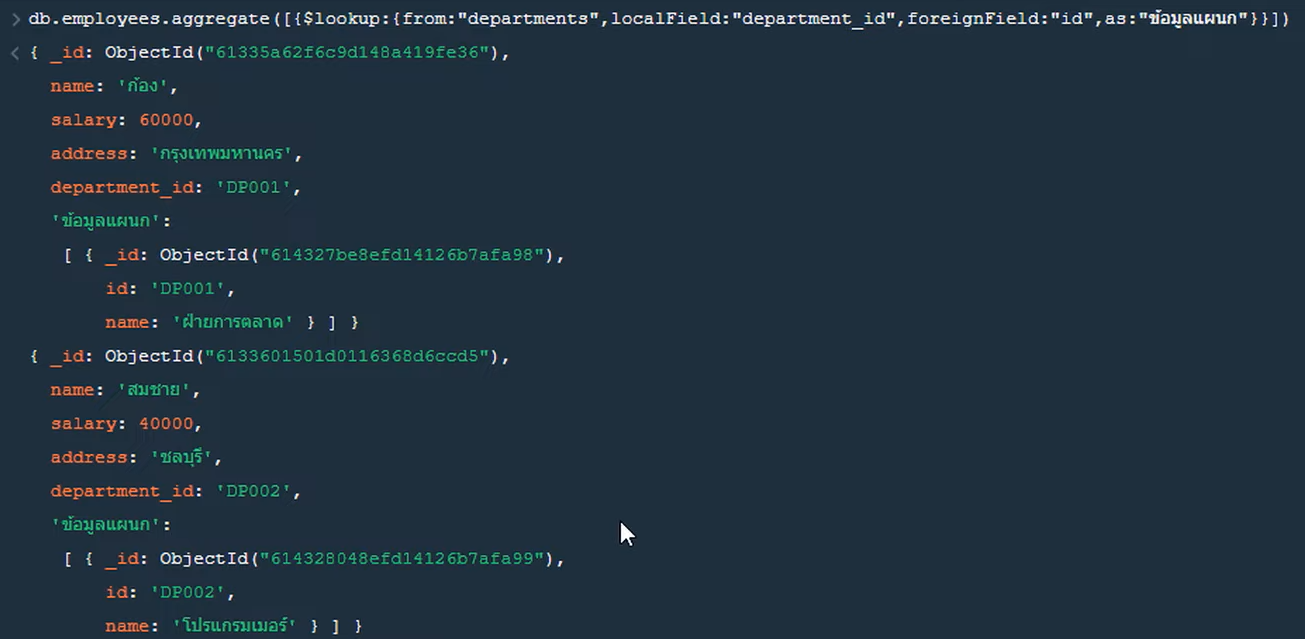 > db.employees.aggregate([{$lookup:{from:"departments",localField:"department_id",foreignField:"id",as:"ข้อมูลแผนก"}}])
< { _id: ObjectId("61335a62f6c9d148a419fe36"),
name: 'ก้อง',
salary: 60000,
address: 'กรุงเทพมหานคร',
department_id: 'DP001',
'ข้อมูลแผนก':
[ { _id: ObjectId("614327be8efd14126b7afa98"),
id: 'DP001',
name: 'ฝ่ายการตลาด' } ] }
{ _id: ObjectId("6133601501d0116368d6ccd5"),
name: 'สมชาย',
salary: 40000,
address: 'ชลบุรี',
department_id: 'DP002',
'ข้อมูลแผนก':
[ { _id: ObjectId("614328048efd14126b7afa99"),
id: 'DP002',
name: 'โปรแกรมเมอร์' } ] }